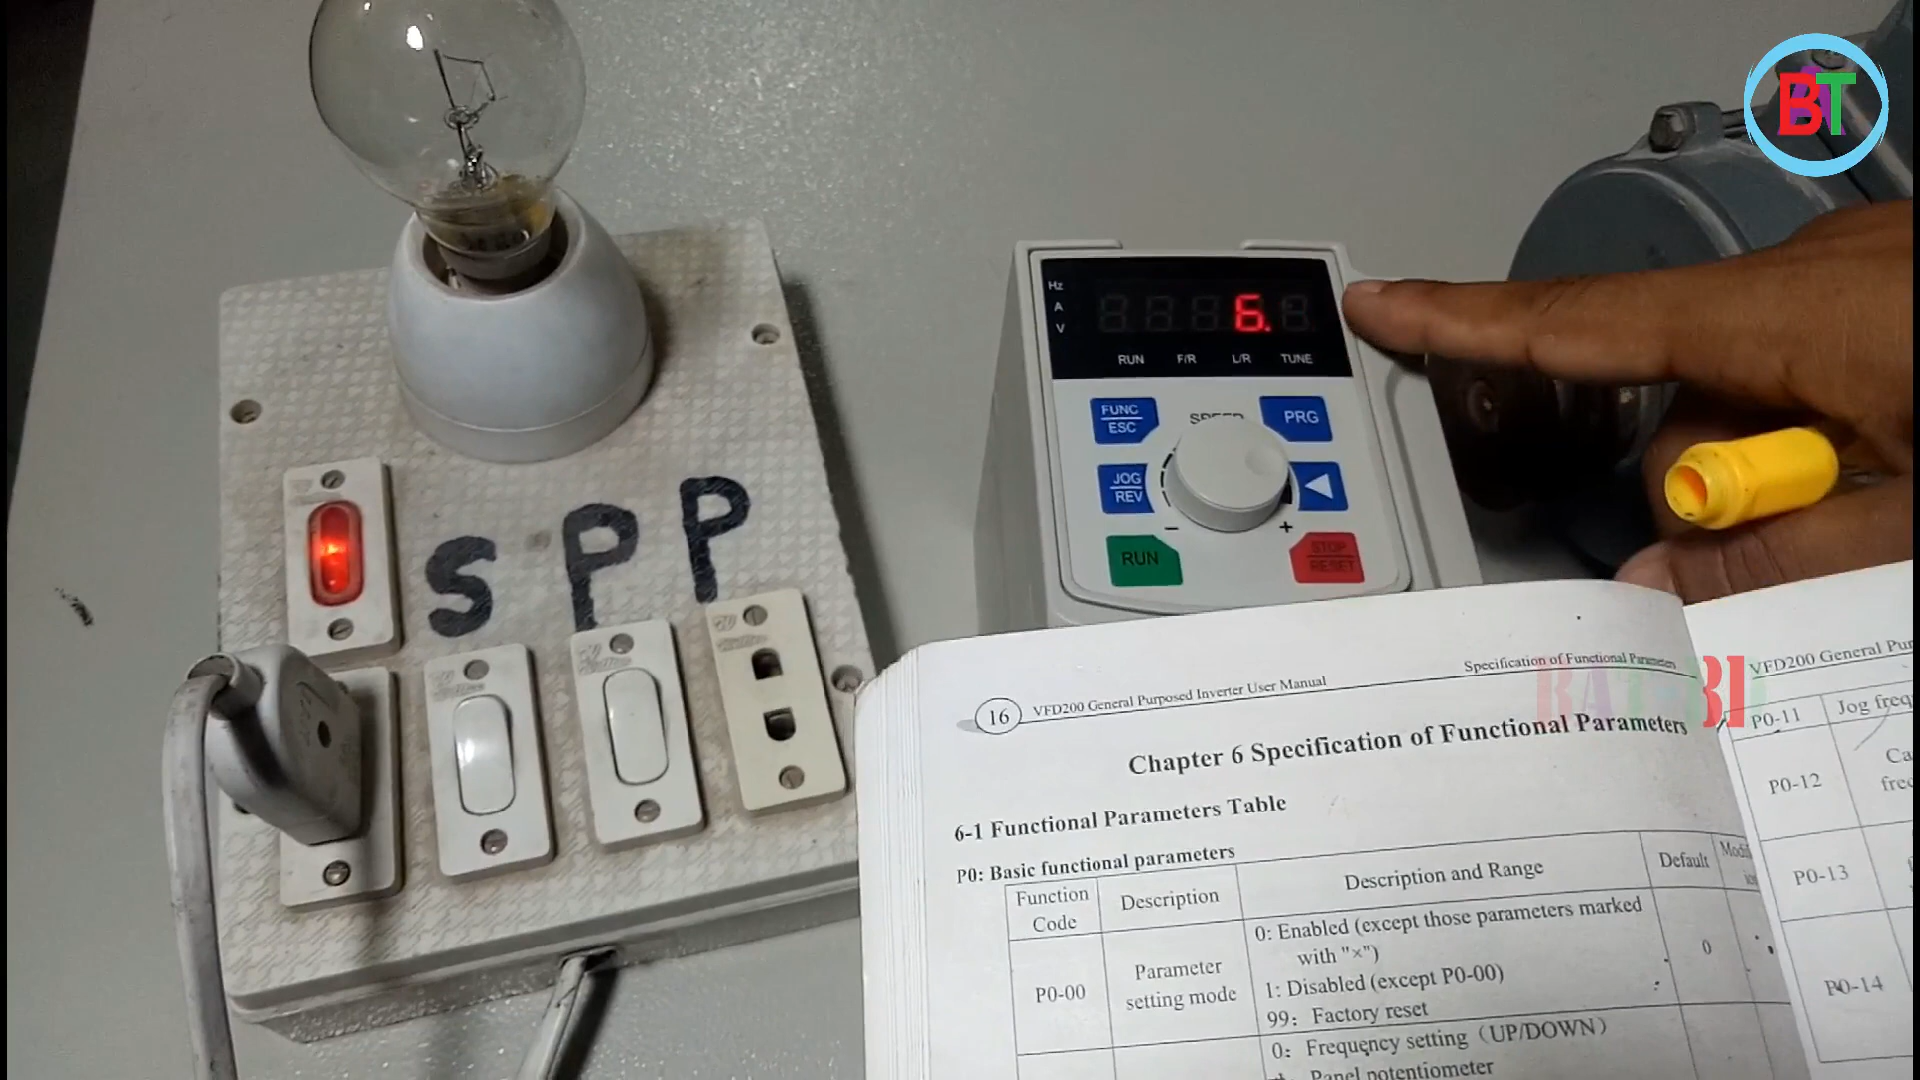 BAT
Hz
A
V
6.
RUN F/R L/R TUNE
FUNC
ESC
PRG
JOG
REV
- +
RUN
STOP
RESET
S P P
16 VFD200 General Purposed Inverter User Manual
Specification of Functional Parameters
Chapter 6 Specification of Functional Parameters
6-1 Functional Parameters Table
P0: Basic functional parameters
Function Code
Description
Description and Range
Default
P0-00
Parameter
setting mode
0: Enabled (except those parameters marked
with "×")
1: Disabled (except P0-00)
99: Factory reset
0
0: Frequency setting (UP/DOWN)
Panel potentiometer
VFD200 General
P0-11 Jog
P0-12
P0-13
P0-14